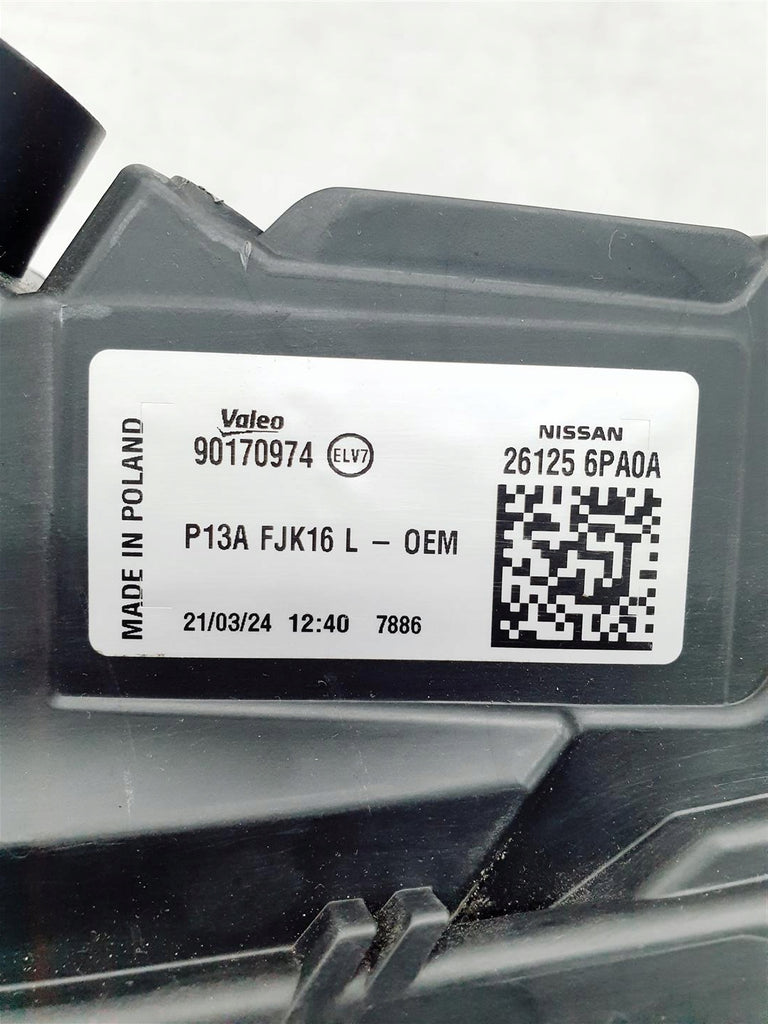 MADE IN POLAND
Valeo
90170974 ELV7
NISSAN
26125 6PA0A
P13A FJK16 L – OEM
21/03/24 12:40 7886